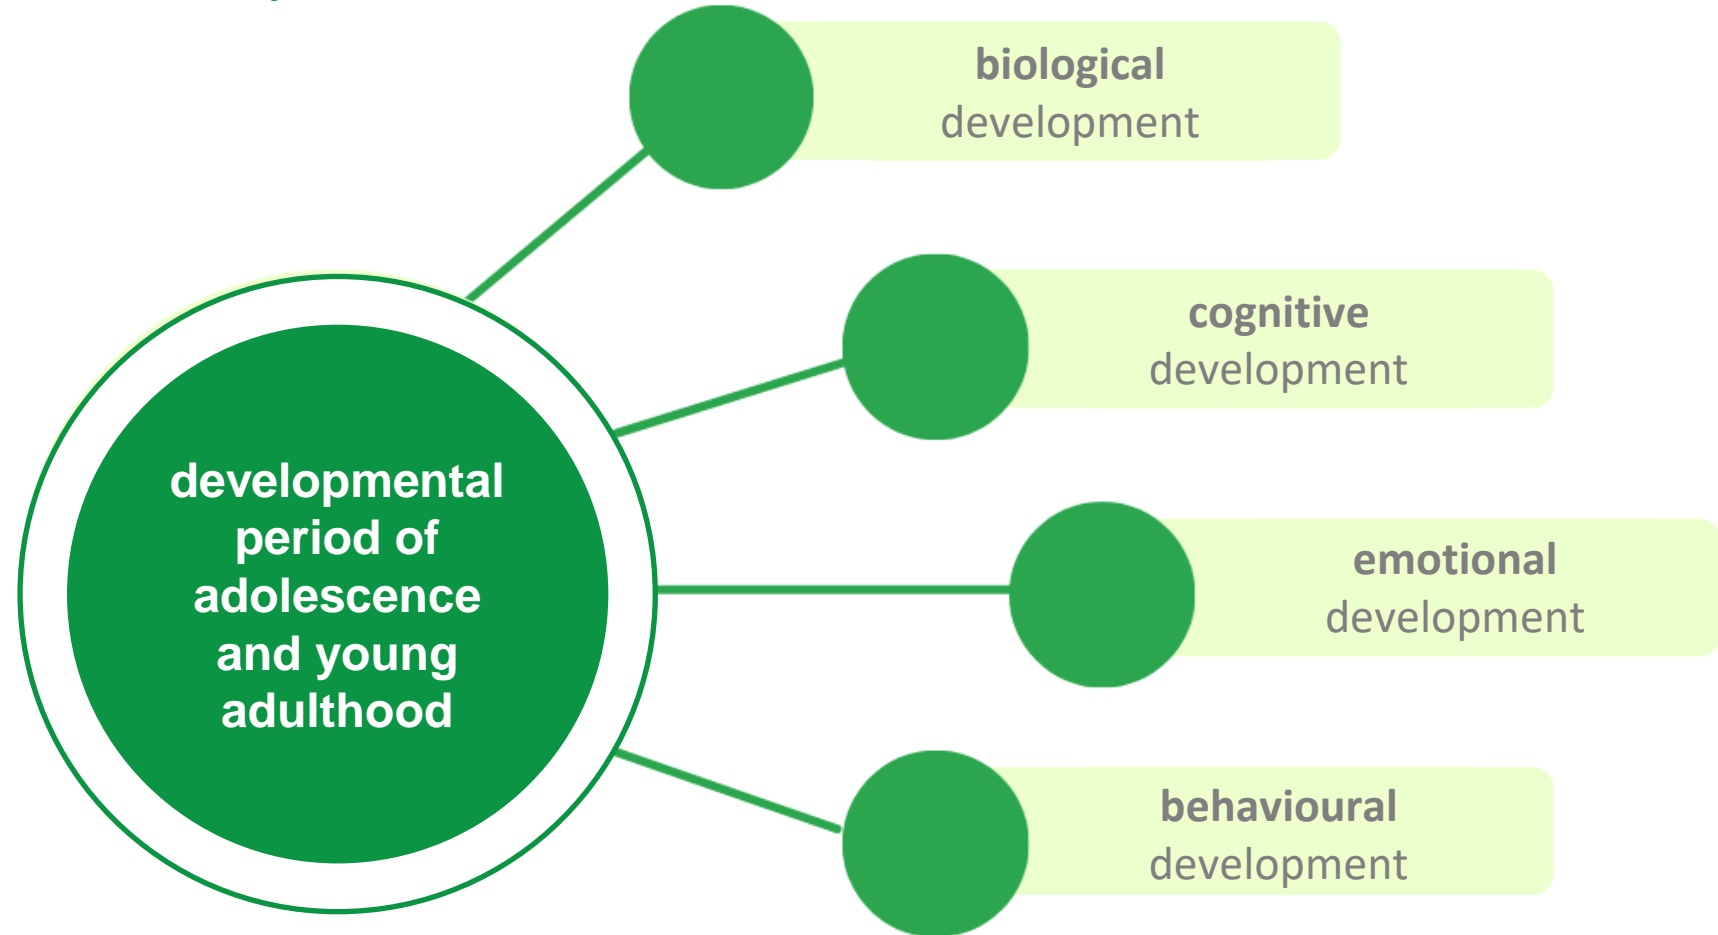 biological
development
cognitive
development
developmental
period of
adolescence
and young
adulthood
emotional
development
behavioural
development